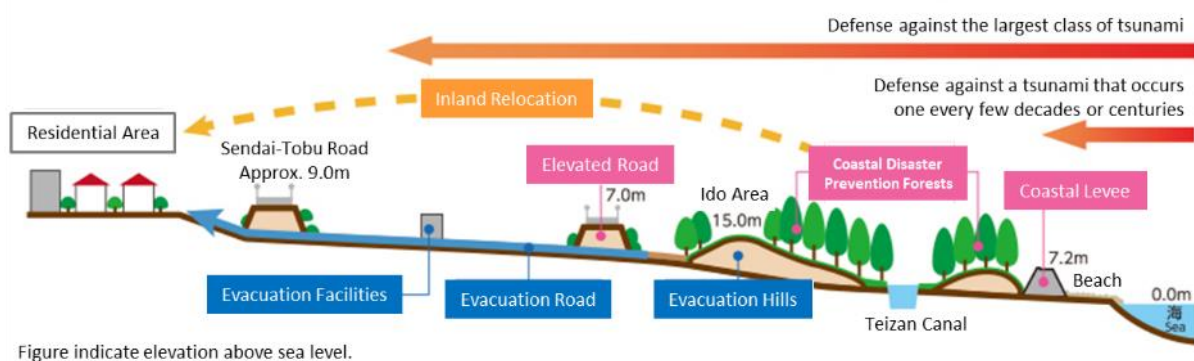 Defense against the largest class of tsunami
Defense against a tsunami that occurs
one every few decades or centuries
Inland Relocation
Residential Area
Sendai-Tobu Road
Approx. 9.0m
Elevated Road
7.0m
Ido Area
15.0m
Coastal Disaster
Prevention Forests
Coastal Levee
7.2m
Beach
0.0m
海
Sea
Evacuation Facilities
Evacuation Road
Evacuation Hills
Teizan Canal
Figure indicate elevation above sea level.